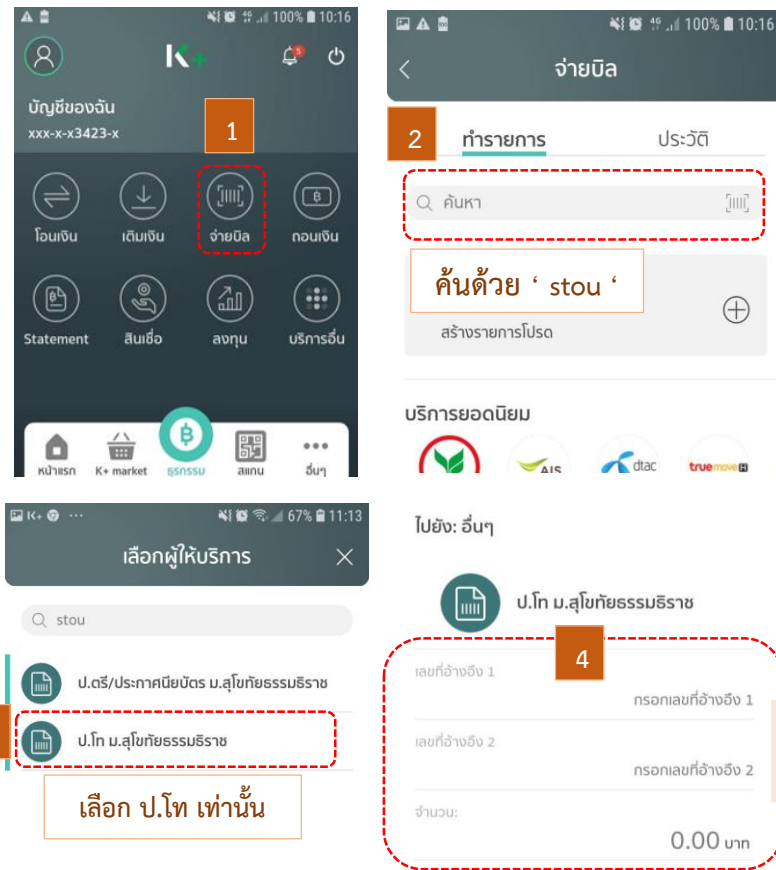 100% 10:16
K+
5
บัญชีของฉัน
xxx-x-x3423-x
1
โอนเงิน
เติมเงิน
จ่ายบิล
ถอนเงิน
Statement
สินเชื่อ
ลงทุน
บริการอื่น
หน้าแรก
K+ market
ธุรกรรม
สแกน
อื่นๆ
100% 10:16
จ่ายบิล
2
ทำรายการ
ประวัติ
ค้นหา
ค้นด้วย ‘ stou ‘
สร้างรายการโปรด
บริการยอดนิยม
AIS
dtac
truemove H
K+ 67% 11:13
เลือกผู้ให้บริการ
stou
ป.ตรี/ประกาศนียบัตร ม.สุโขทัยธรรมธิราช
ป.โท ม.สุโขทัยธรรมธิราช
เลือก ป.โท เท่านั้น
ไปยัง: อื่นๆ
ป.โท ม.สุโขทัยธรรมธิราช
4
เลขที่อ้างอิง 1
กรอกเลขที่อ้างอิง 1
เลขที่อ้างอิง 2
กรอกเลขที่อ้างอิง 2
จำนวน:
0.00 บาท